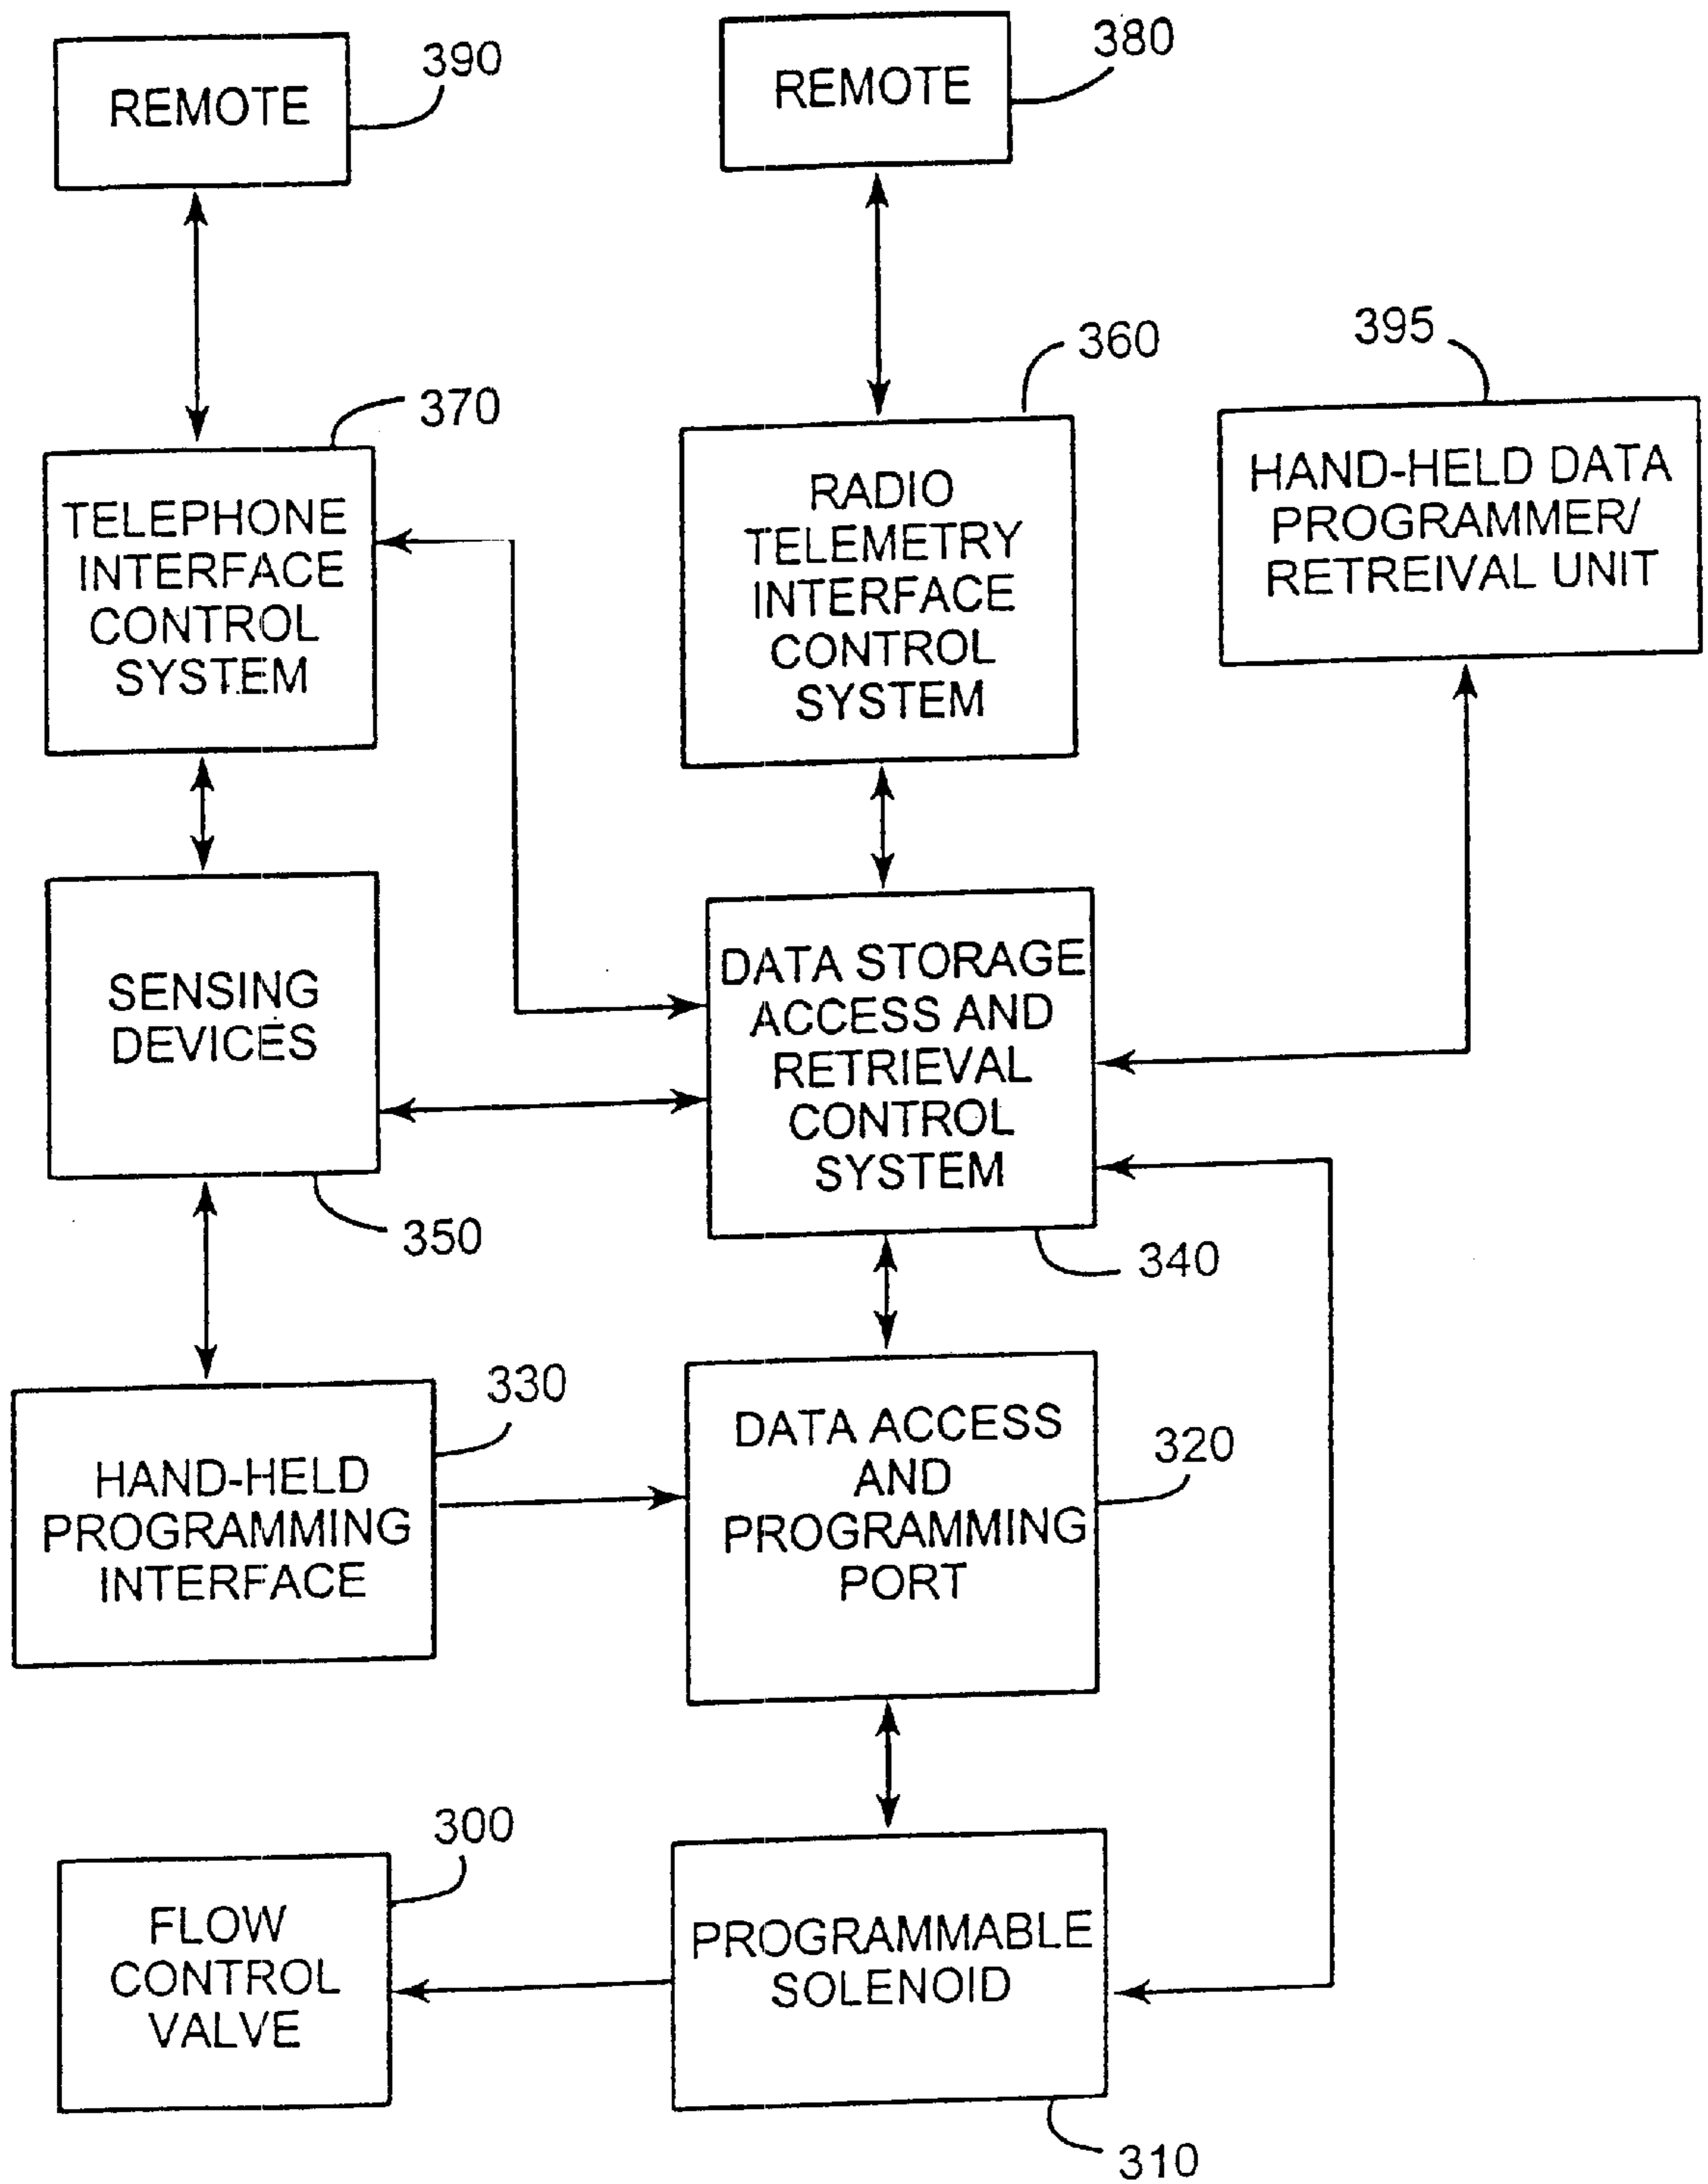 390
REMOTE
380
REMOTE
370
TELEPHONE
INTERFACE
CONTROL
SYSTEM
360
RADIO
TELEMETRY
INTERFACE
CONTROL
SYSTEM
395
HAND-HELD DATA
PROGRAMMER/
RETREIVAL UNIT
SENSING
DEVICES
350
DATA STORAGE
ACCESS AND
RETRIEVAL
CONTROL
SYSTEM
340
330
HAND-HELD
PROGRAMMING
INTERFACE
DATA ACCESS
AND
PROGRAMMING
PORT
320
300
FLOW
CONTROL
VALVE
PROGRAMMABLE
SOLENOID
310